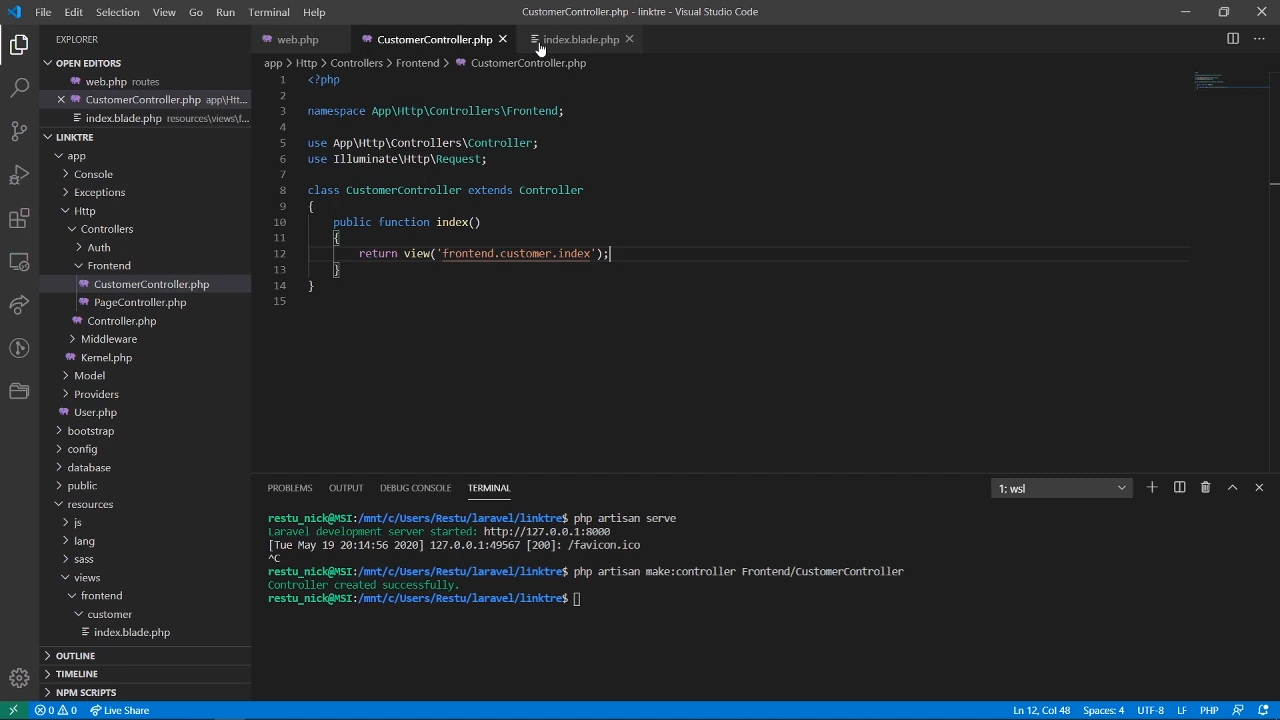 File Edit Selection View Go Run Terminal Help
CustomerController.php - linktre - Visual Studio Code
EXPLORER
OPEN EDITORS
web.php routes
CustomerController.php app\Htt...
index.blade.php resources\views\f...
LINKTRE
app
Console
Exceptions
Http
Controllers
Auth
Frontend
CustomerController.php
PageController.php
Controller.php
Middleware
Kernel.php
Model
Providers
User.php
bootstrap
config
database
public
resources
js
lang
sass
views
frontend
customer
index.blade.php
OUTLINE
TIMELINE
NPM SCRIPTS
web.php CustomerController.php index.blade.php
app > Http > Controllers > Frontend > CustomerController.php
1 <?php
2
3 namespace App\Http\Controllers\Frontend;
4
5 use App\Http\Controllers\Controller;
6 use Illuminate\Http\Request;
7
8 class CustomerController extends Controller
9 {
10 public function index()
11 {
12 return view('frontend.customer.index');
13 }
14 }
15
PROBLEMS OUTPUT DEBUG CONSOLE TERMINAL
1: wsl
restu_nick@MSI:/mnt/c/Users/Restu/laravel/linktre$ php artisan serve
Laravel development server started: http://127.0.0.1:8000
[Tue May 19 20:14:56 2020] 127.0.0.1:49567 [200]: /favicon.ico
^C
restu_nick@MSI:/mnt/c/Users/Restu/laravel/linktre$ php artisan make:controller Frontend/CustomerController
Controller created successfully.
restu_nick@MSI:/mnt/c/Users/Restu/laravel/linktre$
0 0 Live Share
Ln 12, Col 48 Spaces: 4 UTF-8 LF PHP